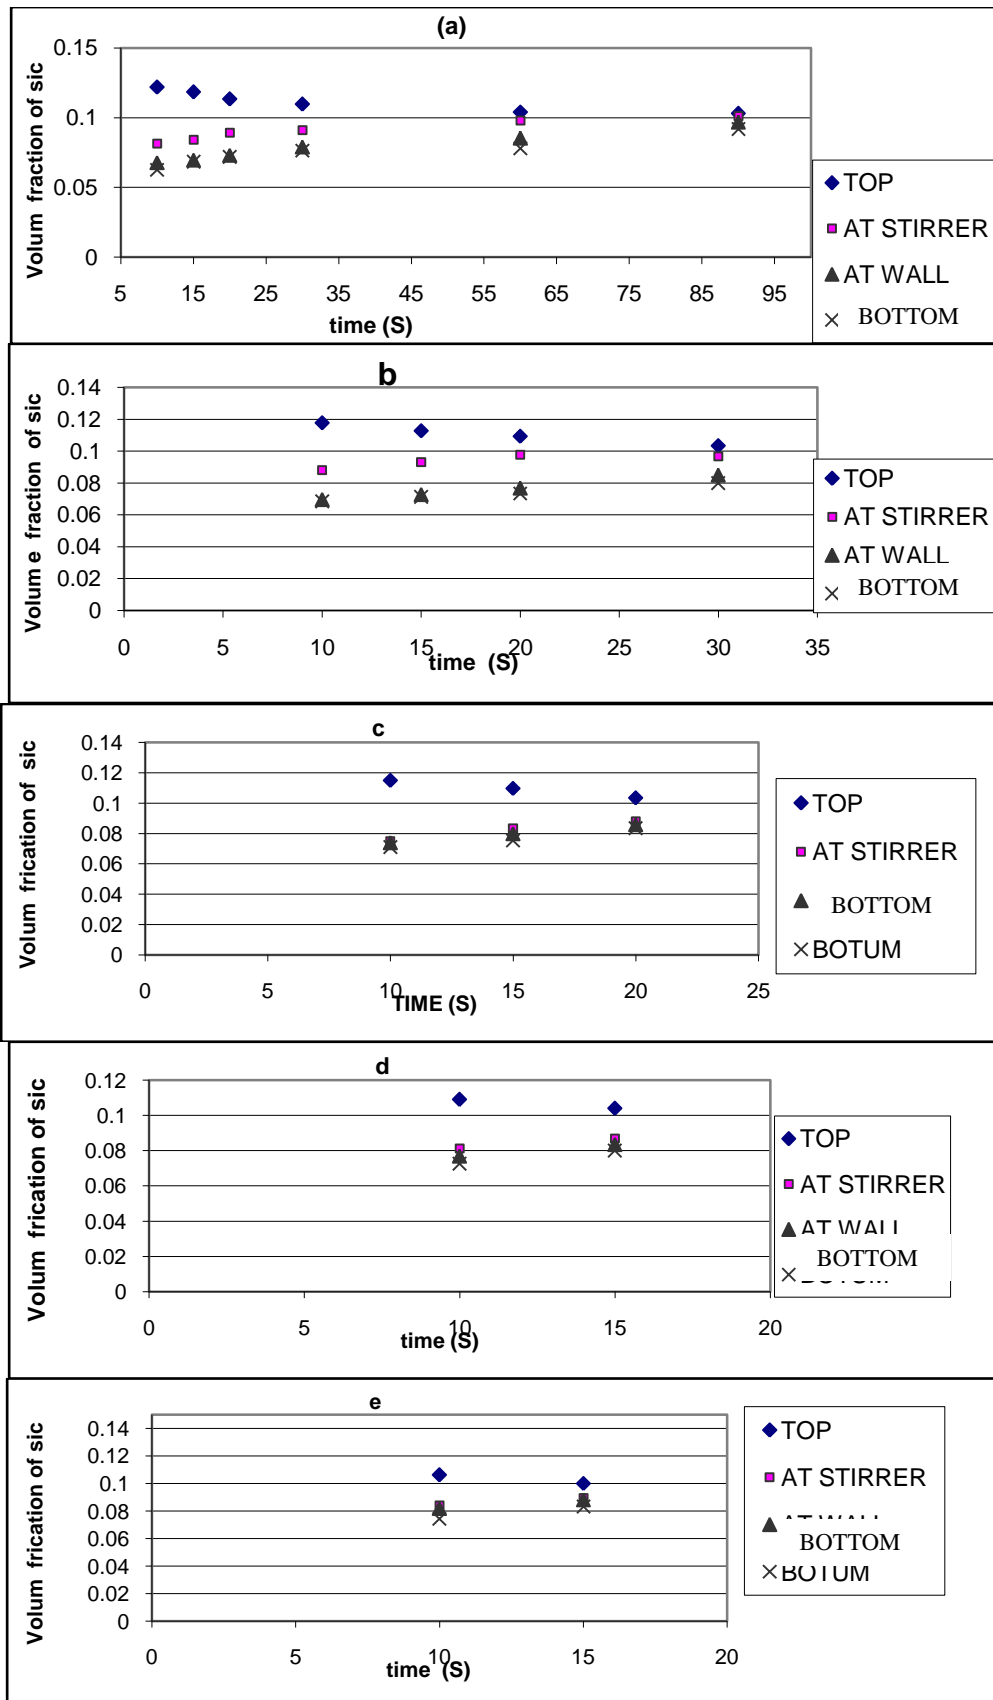 (a)
Volum fraction of sic
0.15
0.1
0.05
0
5 15 25 35 45 55 65 75 85 95
time (S)
TOP
AT STIRRER
AT WALL
BOTTOM
b
Volum e fraction of sic
0.14
0.12
0.1
0.08
0.06
0.04
0.02
0
0 5 10 15 20 25 30 35
time (S)
TOP
AT STIRRER
AT WALL
BOTTOM
c
Volum frication of sic
0.14
0.12
0.1
0.08
0.06
0.04
0.02
0
0 5 10 15 20 25
TIME (S)
TOP
AT STIRRER
BOTTOM
BOTUM
d
Volum frication of sic
0.12
0.1
0.08
0.06
0.04
0.02
0
0 5 10 15 20
time (S)
TOP
AT STIRRER
AT WALL
BOTTOM
BOTUM
e
Volum frication of sic
0.14
0.12
0.1
0.08
0.06
0.04
0.02
0
0 5 10 15 20
time (S)
TOP
AT STIRRER
AT WALL
BOTTOM
BOTUM